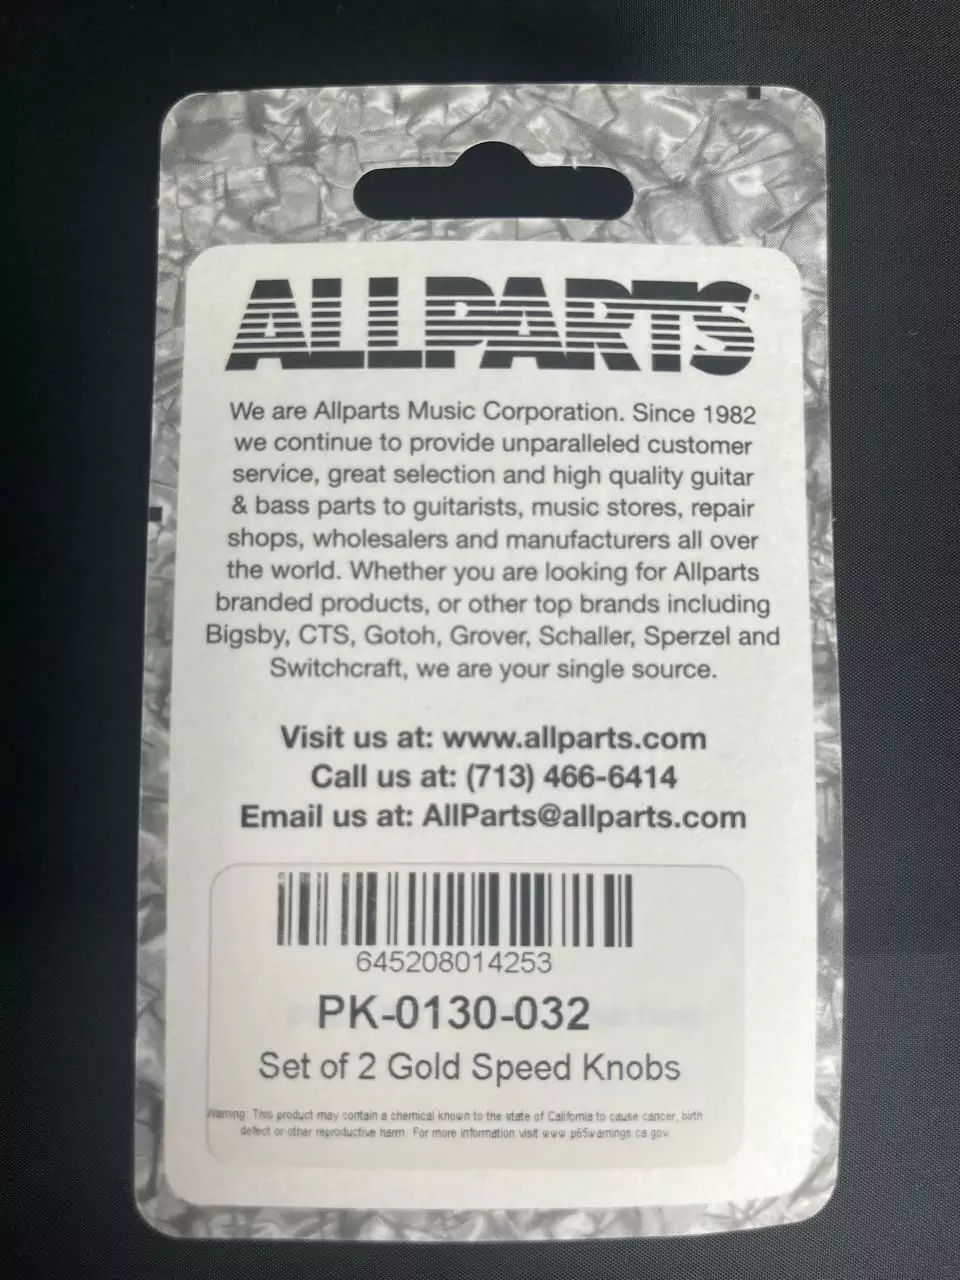 ALLPARTS®
We are Allparts Music Corporation. Since 1982
we continue to provide unparalleled customer
service, great selection and high quality guitar
& bass parts to guitarists, music stores, repair
shops, wholesalers and manufacturers all over
the world. Whether you are looking for Allparts
branded products, or other top brands including
Bigsby, CTS, Gotoh, Grover, Schaller, Sperzel and
Switchcraft, we are your single source.
Visit us at: www.allparts.com
Call us at: (713) 466-6414
Email us at: AllParts@allparts.com
645208014253
PK-0130-032
Set of 2 Gold Speed Knobs
Warning: This product may contain a chemical known to the state of California to cause cancer, birth
defect or other reproductive harm. For more information visit www.p65warnings.ca.gov